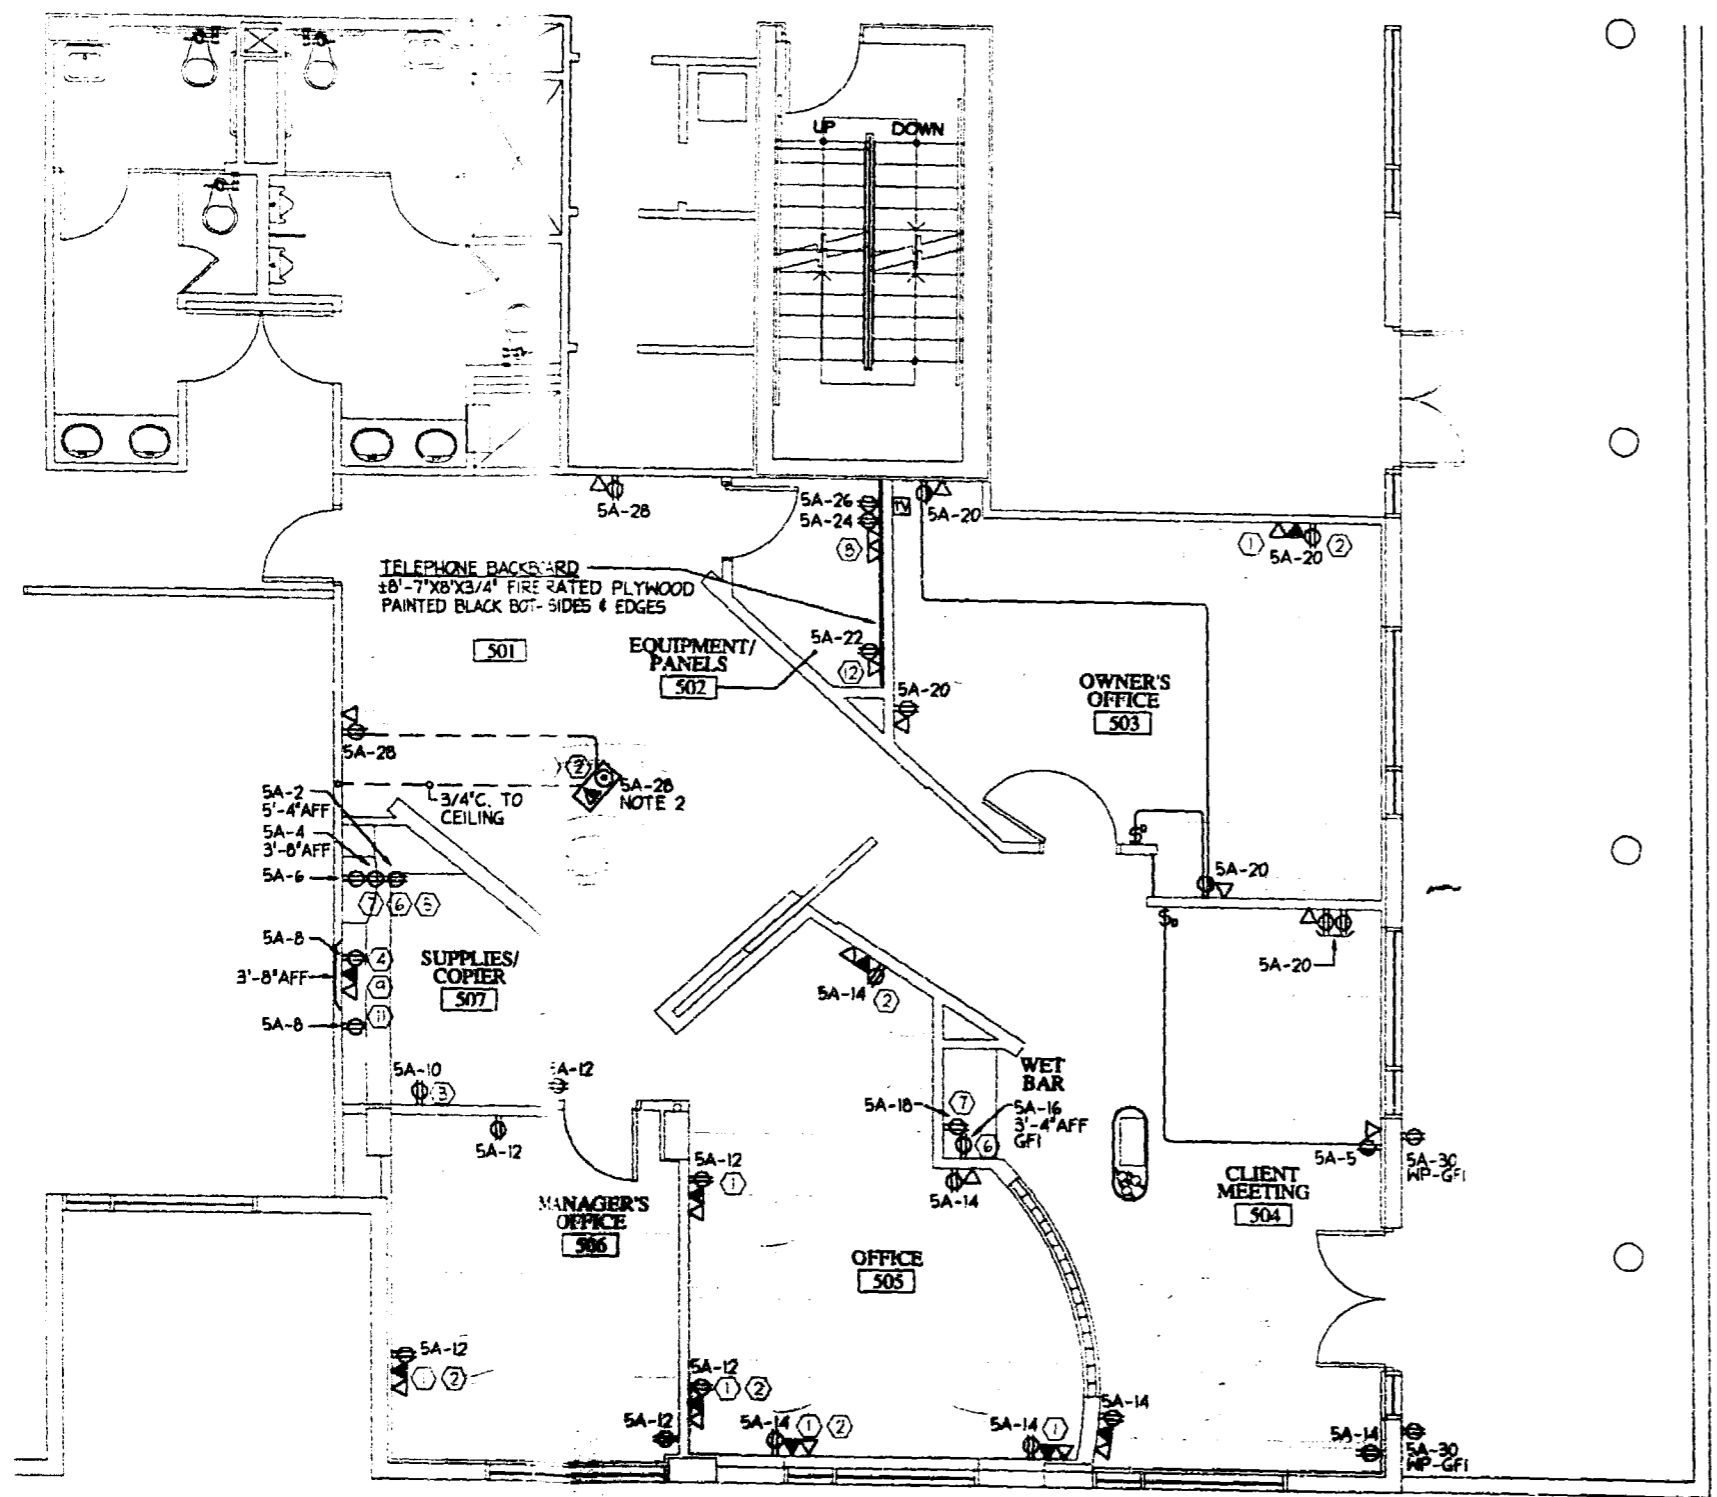 UP DOWN
5A-28
5A-26
5A-24
8
TV
5A-20
1
5A-20
2
TELEPHONE BACKB ARD
±8'-7"X8'X3/4" FIRE RATED PLYWOOD
PAINTED BLACK BOT- SIDES & EDGES
501
EQUIPMENT/
PANELS
502
5A-22
12
5A-20
OWNER'S
OFFICE
503
5A-28
2
5A-28
NOTE 2
3/4"C. TO
CEILING
5A-2
5'-4"AFF
5A-4
3'-8"AFF
5A-6
7 6 5
$
5A-20
$
5A-20
5A-8
3'-8"AFF
5A-8
4
9
11
SUPPLIES/
COPIER
507
5A-14
2
5A-10
3
A-12
5A-12
WET
BAR
5A-18
7
5A-16
3'-4"AFF
GFI
6
5A-14
5A-5
5A-30
WP-GFI
5A-12
1
CLIENT
MEETING
504
MANAGER'S
OFFICE
506
OFFICE
505
5A-12
1 2
5A-12
1 2
5A-12
5A-14
1 2
5A-14
1
5A-14
5A-14
5A-30
WP-GFI